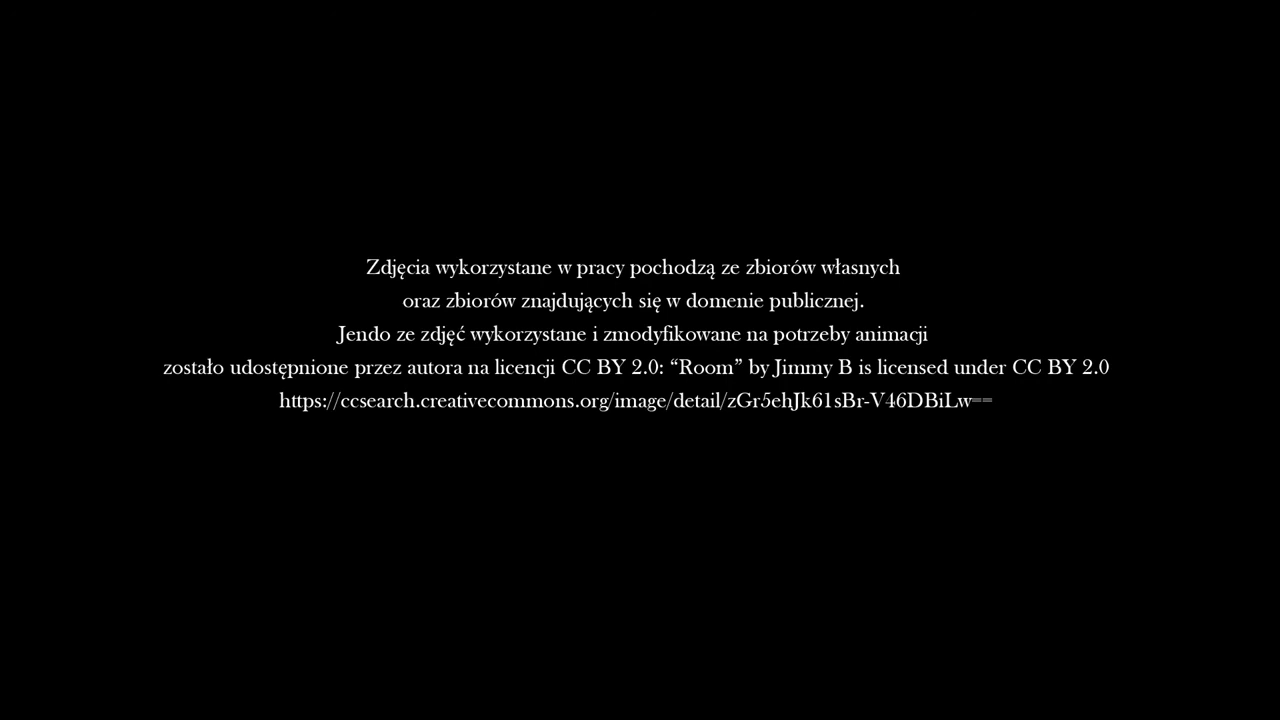 Zdjęcia wykorzystane w pracy pochodzą ze zbiorów własnych
oraz zbiorów znajdujących się w domenie publicznej.
Jendo ze zdjęć wykorzystane i zmodyfikowane na potrzeby animacji
zostało udostępnione przez autora na licencji CC BY 2.0: “Room” by Jimmy B is licensed under CC BY 2.0
https://ccsearch.creativecommons.org/image/detail/zGr5ehJk61sBr-V46DBiLw==